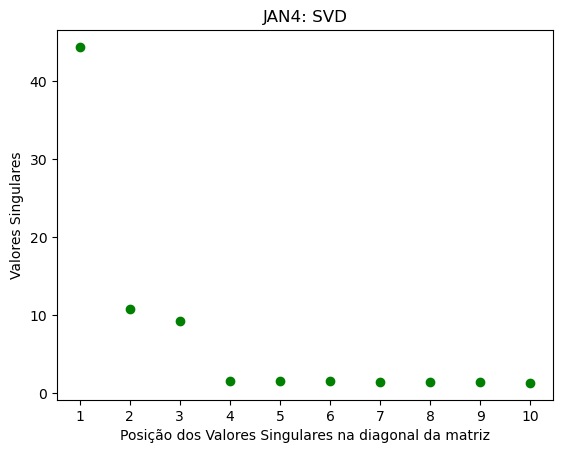 JAN4: SVD
Valores Singulares
40
30
20
10
0
1 2 3 4 5 6 7 8 9 10
Posição dos Valores Singulares na diagonal da matriz